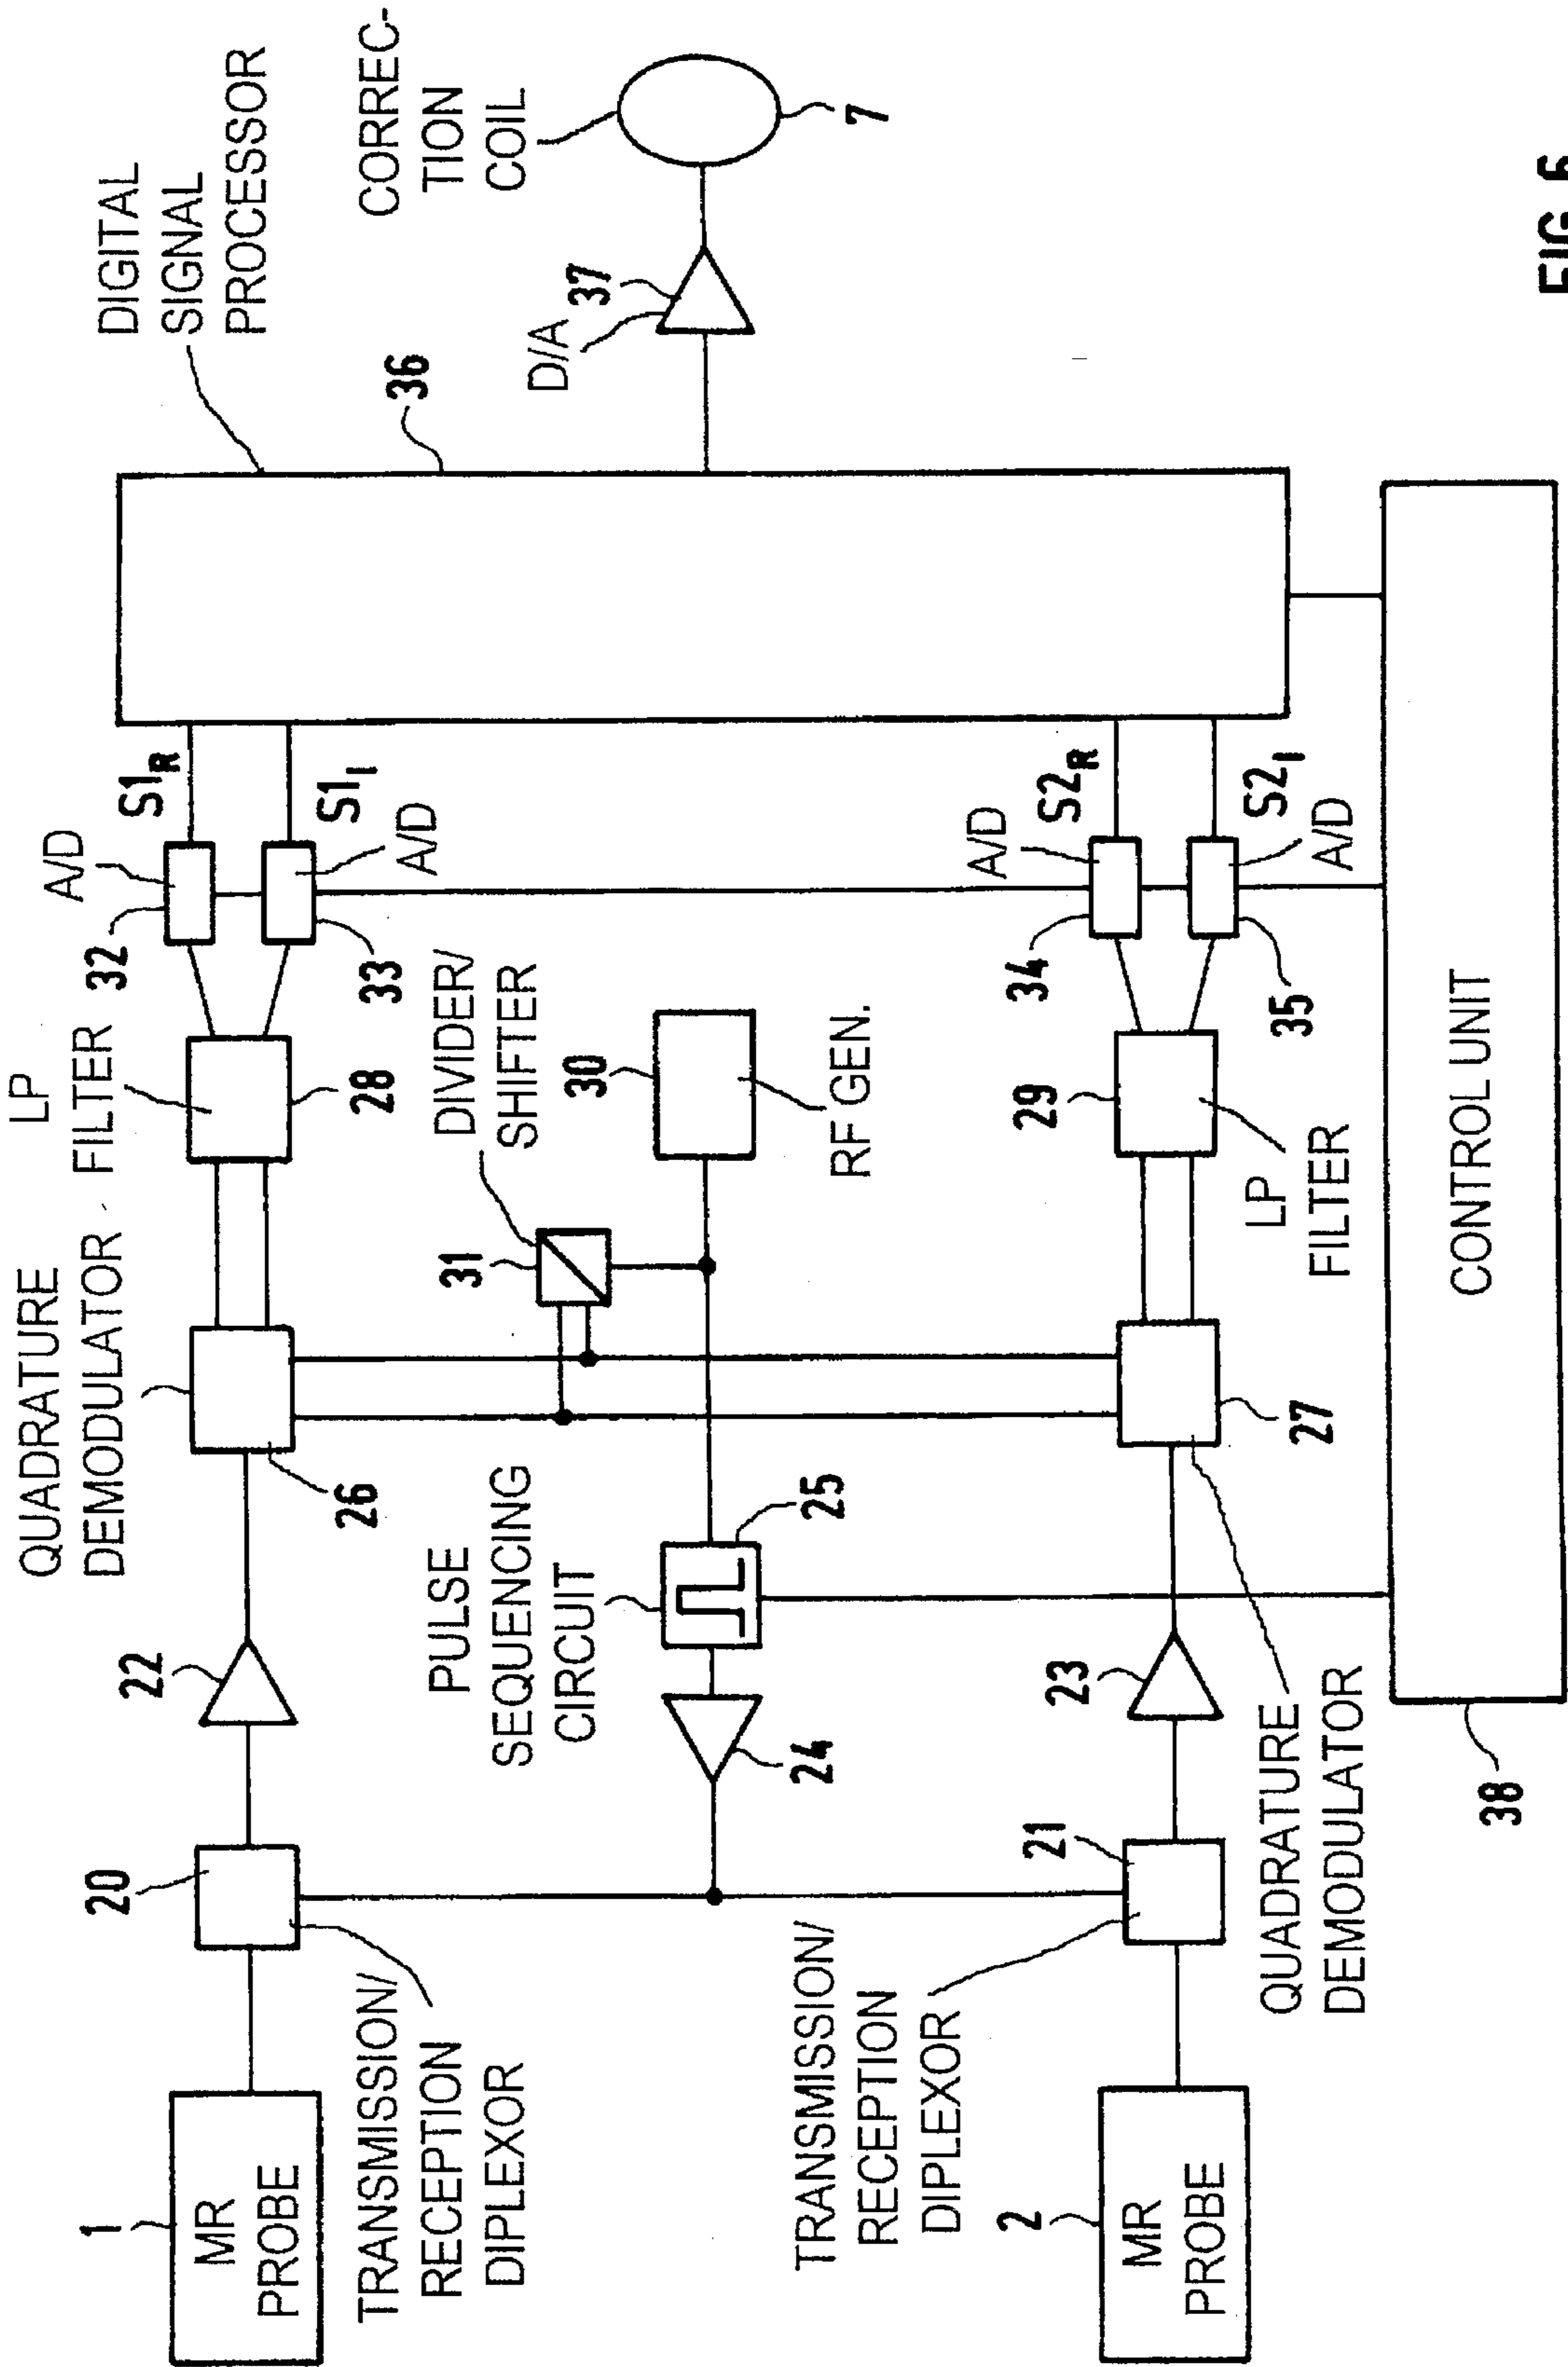 1
MR
PROBE
20
TRANSMISSION/
RECEPTION
DIPLEXOR
22
QUADRATURE
DEMODULATOR
26
LP
FILTER
28
A/D
32
S1R
S1I
33
A/D
DIGITAL
SIGNAL
PROCESSOR
36
D/A
37
CORREC-
TION
COIL
7
PULSE
SEQUENCING
CIRCUIT
25
24
DIVIDER/
SHIFTER
31
30
RF GEN.
2
MR
PROBE
TRANSMISSION/
RECEPTION
DIPLEXOR
21
23
QUADRATURE
DEMODULATOR
27
29
LP
FILTER
A/D
34
S2R
S2I
35
A/D
CONTROL UNIT
38
FIG 6